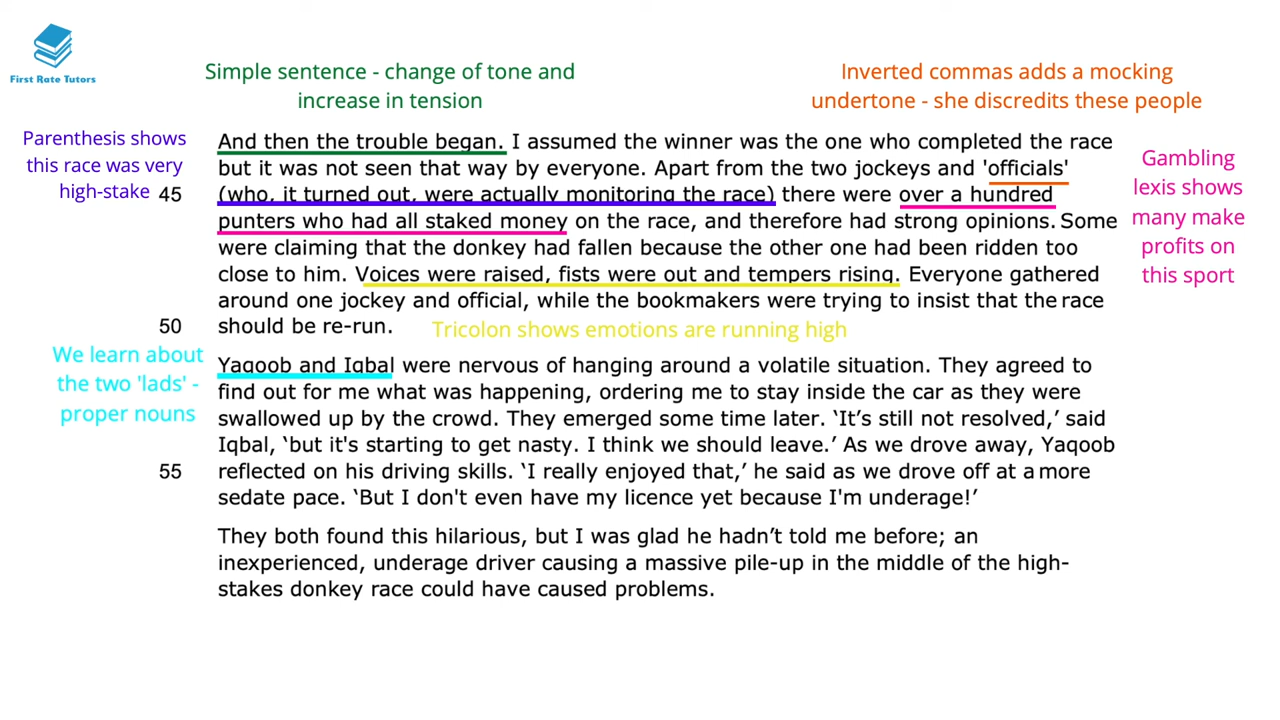 First Rate Tutors
Simple sentence - change of tone and
increase in tension
Inverted commas adds a mocking
undertone - she discredits these people
Parenthesis shows
this race was very
high-stake
And then the trouble began. I assumed the winner was the one who completed the race
but it was not seen that way by everyone. Apart from the two jockeys and 'officials'
45 (who, it turned out, were actually monitoring the race) there were over a hundred
punters who had all staked money on the race, and therefore had strong opinions. Some
were claiming that the donkey had fallen because the other one had been ridden too
close to him. Voices were raised, fists were out and tempers rising. Everyone gathered
around one jockey and official, while the bookmakers were trying to insist that the race
50 should be re-run.
Gambling
lexis shows
many make
profits on
this sport
Tricolon shows emotions are running high
We learn about
the two 'lads' -
proper nouns
Yaqoob and Iqbal were nervous of hanging around a volatile situation. They agreed to
find out for me what was happening, ordering me to stay inside the car as they were
swallowed up by the crowd. They emerged some time later. ‘It’s still not resolved,’ said
Iqbal, ‘but it's starting to get nasty. I think we should leave.’ As we drove away, Yaqoob
55 reflected on his driving skills. ‘I really enjoyed that,’ he said as we drove off at a more
sedate pace. ‘But I don't even have my licence yet because I'm underage!’
They both found this hilarious, but I was glad he hadn’t told me before; an
inexperienced, underage driver causing a massive pile-up in the middle of the high-
stakes donkey race could have caused problems.